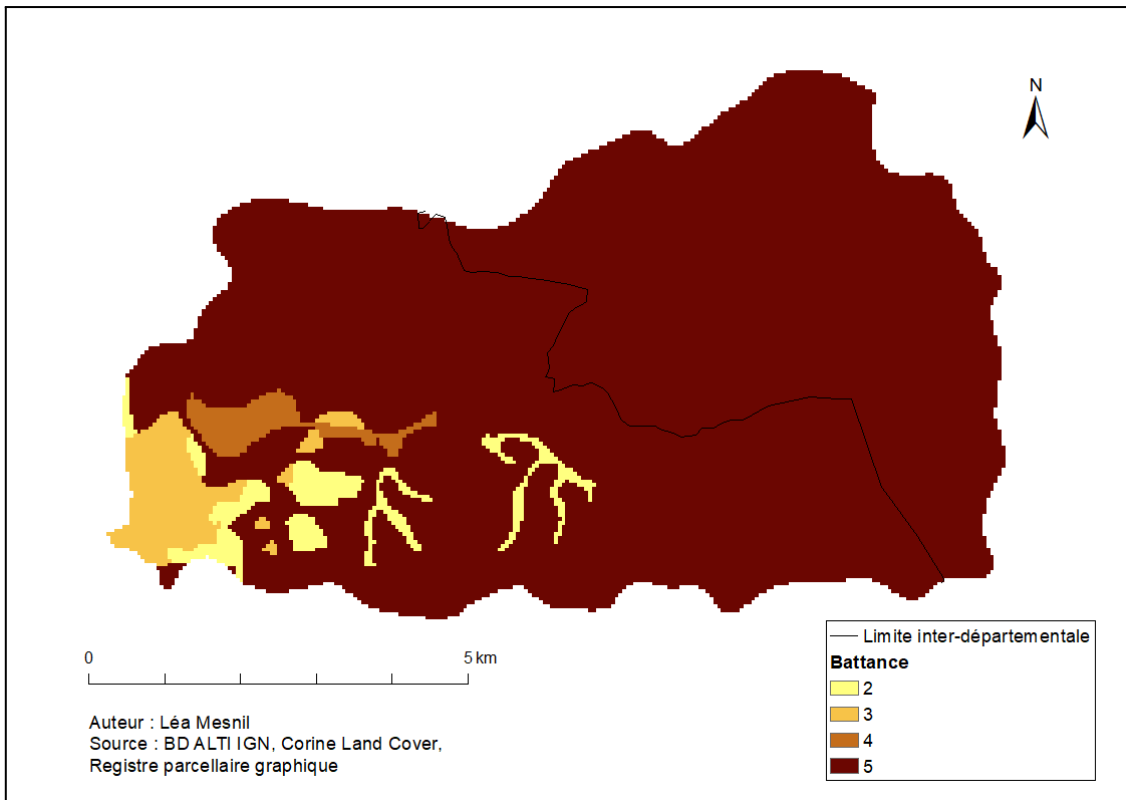 N
Limite inter-départementale
Battance
2
3
4
5
0 5 km
Auteur : Léa Mesnil
Source : BD ALTI IGN, Corine Land Cover,
Registre parcellaire graphique